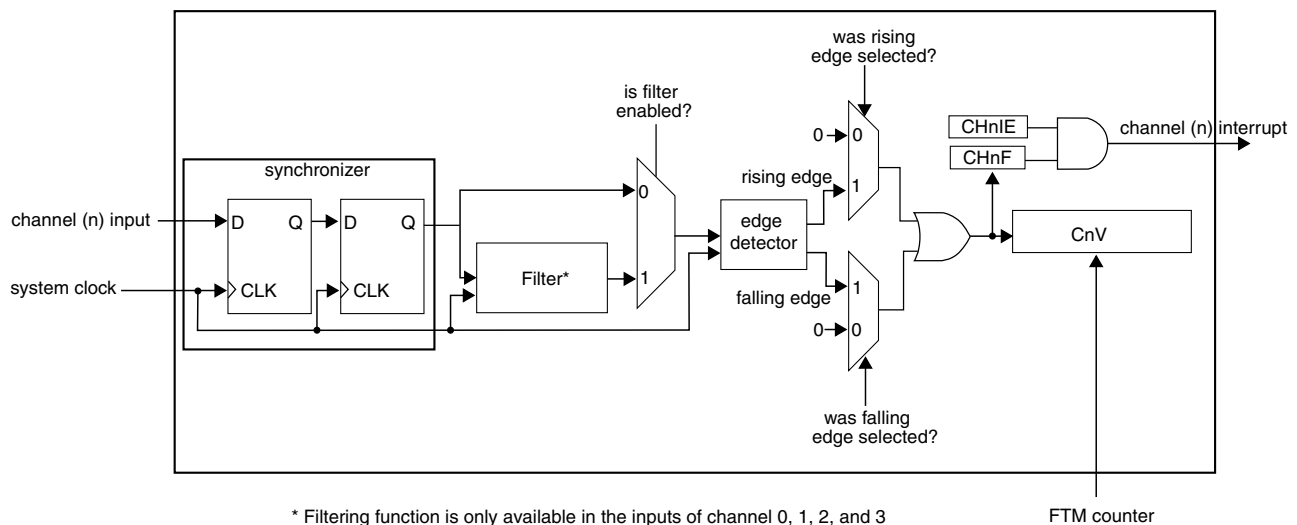 was rising
edge selected?
is filter
enabled?
0
0
CHnIE
channel (n) interrupt
CHnF
synchronizer
rising edge
1
0
channel (n) input
D
Q
D
Q
edge
detector
CnV
Filter*
1
system clock
CLK
CLK
falling edge
1
0
0
was falling
edge selected?
* Filtering function is only available in the inputs of channel 0, 1, 2, and 3
FTM counter